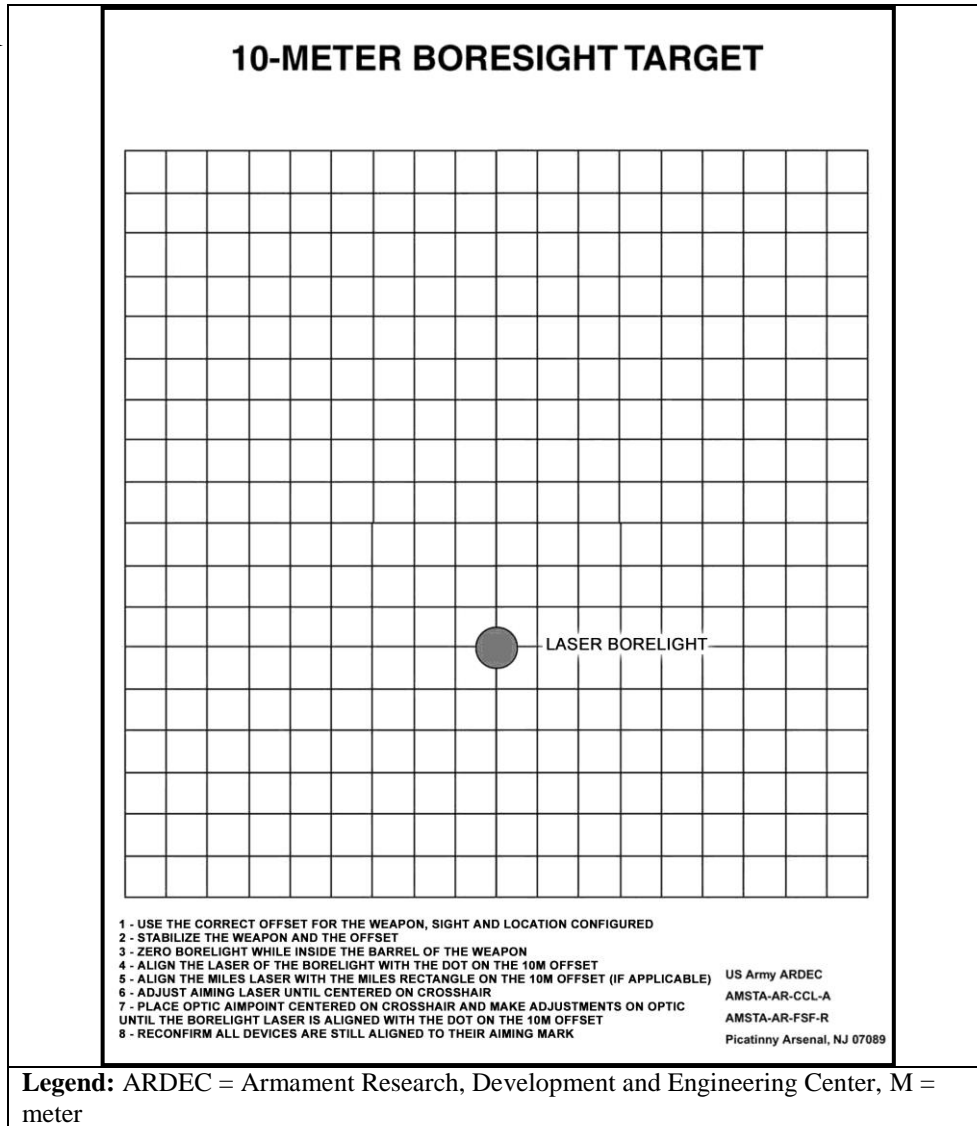 10-METER BORESIGHT TARGET
LASER BORELIGHT
1 - USE THE CORRECT OFFSET FOR THE WEAPON, SIGHT AND LOCATION CONFIGURED
2 - STABILIZE THE WEAPON AND THE OFFSET
3 - ZERO BORELIGHT WHILE INSIDE THE BARREL OF THE WEAPON
4 - ALIGN THE LASER OF THE BORELIGHT WITH THE DOT ON THE 10M OFFSET
5 - ALIGN THE MILES LASER WITH THE MILES RECTANGLE ON THE 10M OFFSET (IF APPLICABLE)
6 - ADJUST AIMING LASER UNTIL CENTERED ON CROSSHAIR
7 - PLACE OPTIC AIMPOINT CENTERED ON CROSSHAIR AND MAKE ADJUSTMENTS ON OPTIC
UNTIL THE BORELIGHT LASER IS ALIGNED WITH THE DOT ON THE 10M OFFSET
8 - RECONFIRM ALL DEVICES ARE STILL ALIGNED TO THEIR AIMING MARK
US Army ARDEC
AMSTA-AR-CCL-A
AMSTA-AR-FSF-R
Picatinny Arsenal, NJ 07089
Legend: ARDEC = Armament Research, Development and Engineering Center, M =
meter